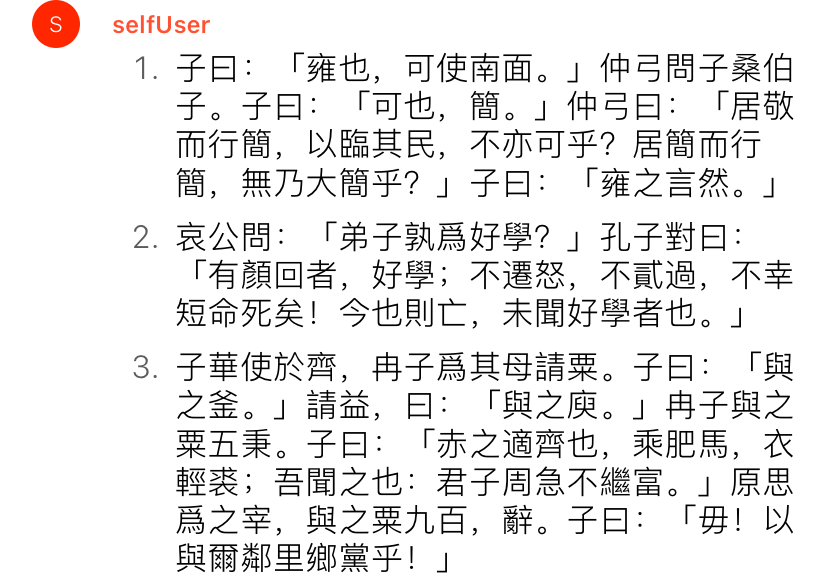 S
selfUser
1. 子曰：「雍也，可使南面。」仲弓問子桑伯
子。子曰：「可也，簡。」仲弓曰：「居敬
而行簡，以臨其民，不亦可乎？居簡而行
簡，無乃大簡乎？」子曰：「雍之言然。」
2. 哀公問：「弟子孰爲好學？」孔子對曰：
「有顏回者，好學；不遷怒，不貳過，不幸
短命死矣！今也則亡，未聞好學者也。」
3. 子華使於齊，冉子爲其母請粟。子曰：「與
之釜。」請益，曰：「與之庾。」冉子與之
粟五秉。子曰：「赤之適齊也，乘肥馬，衣
輕裘；吾聞之也：君子周急不繼富。」原思
爲之宰，與之粟九百，辭。子曰：「毋！以
與爾鄰里鄉黨乎！」